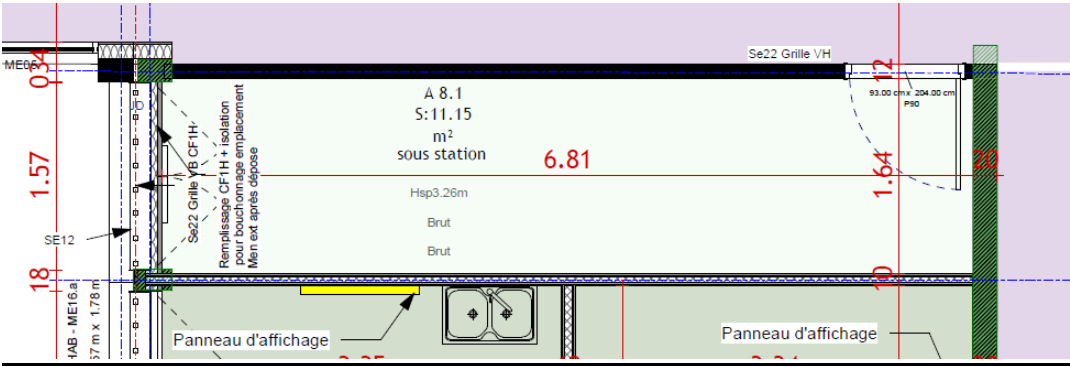 Se22 Grille VH
ME05
34
0
12
93.00 cm x 204.00 cm
P90
A 8.1
S:11.15
m²
sous station
JD
Se22 Grille VB CF1H
Remplissage CF1H + isolation
pour bouchonnage emplacement
Men ext après dépose
1.57
6.81
1.64
20
Hsp3.26m
Brut
Brut
SE12
18
10
HAB - ME16.a
57 m x 1.78 m
Panneau d'affichage
Panneau d'affichage